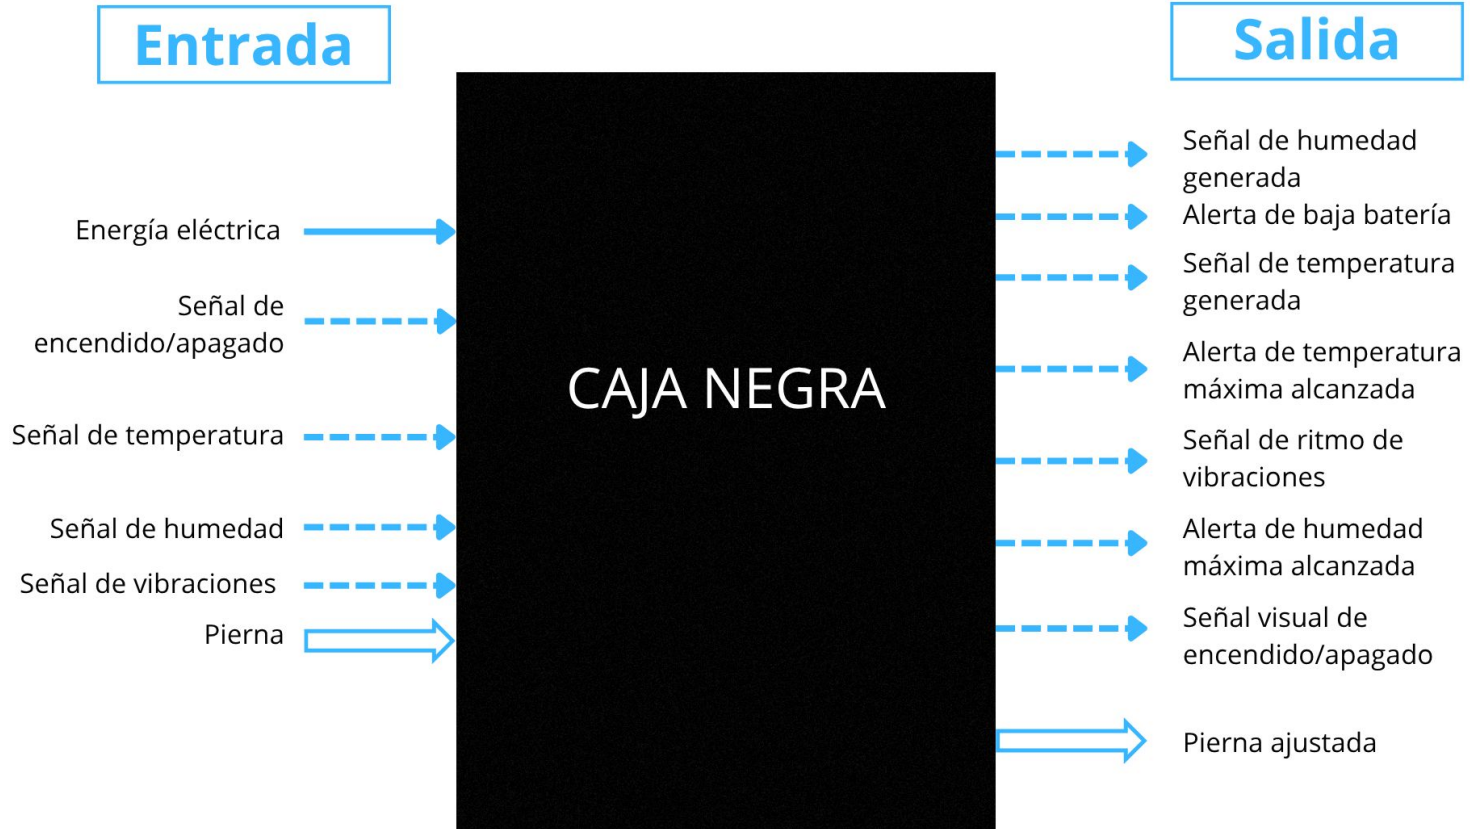 Entrada
Salida
Energía eléctrica
Señal de
encendido/apagado
Señal de temperatura
Señal de humedad
Señal de vibraciones
Pierna
CAJA NEGRA
Señal de humedad
generada
Alerta de baja batería
Señal de temperatura
generada
Alerta de temperatura
máxima alcanzada
Señal de ritmo de
vibraciones
Alerta de humedad
máxima alcanzada
Señal visual de
encendido/apagado
Pierna ajustada